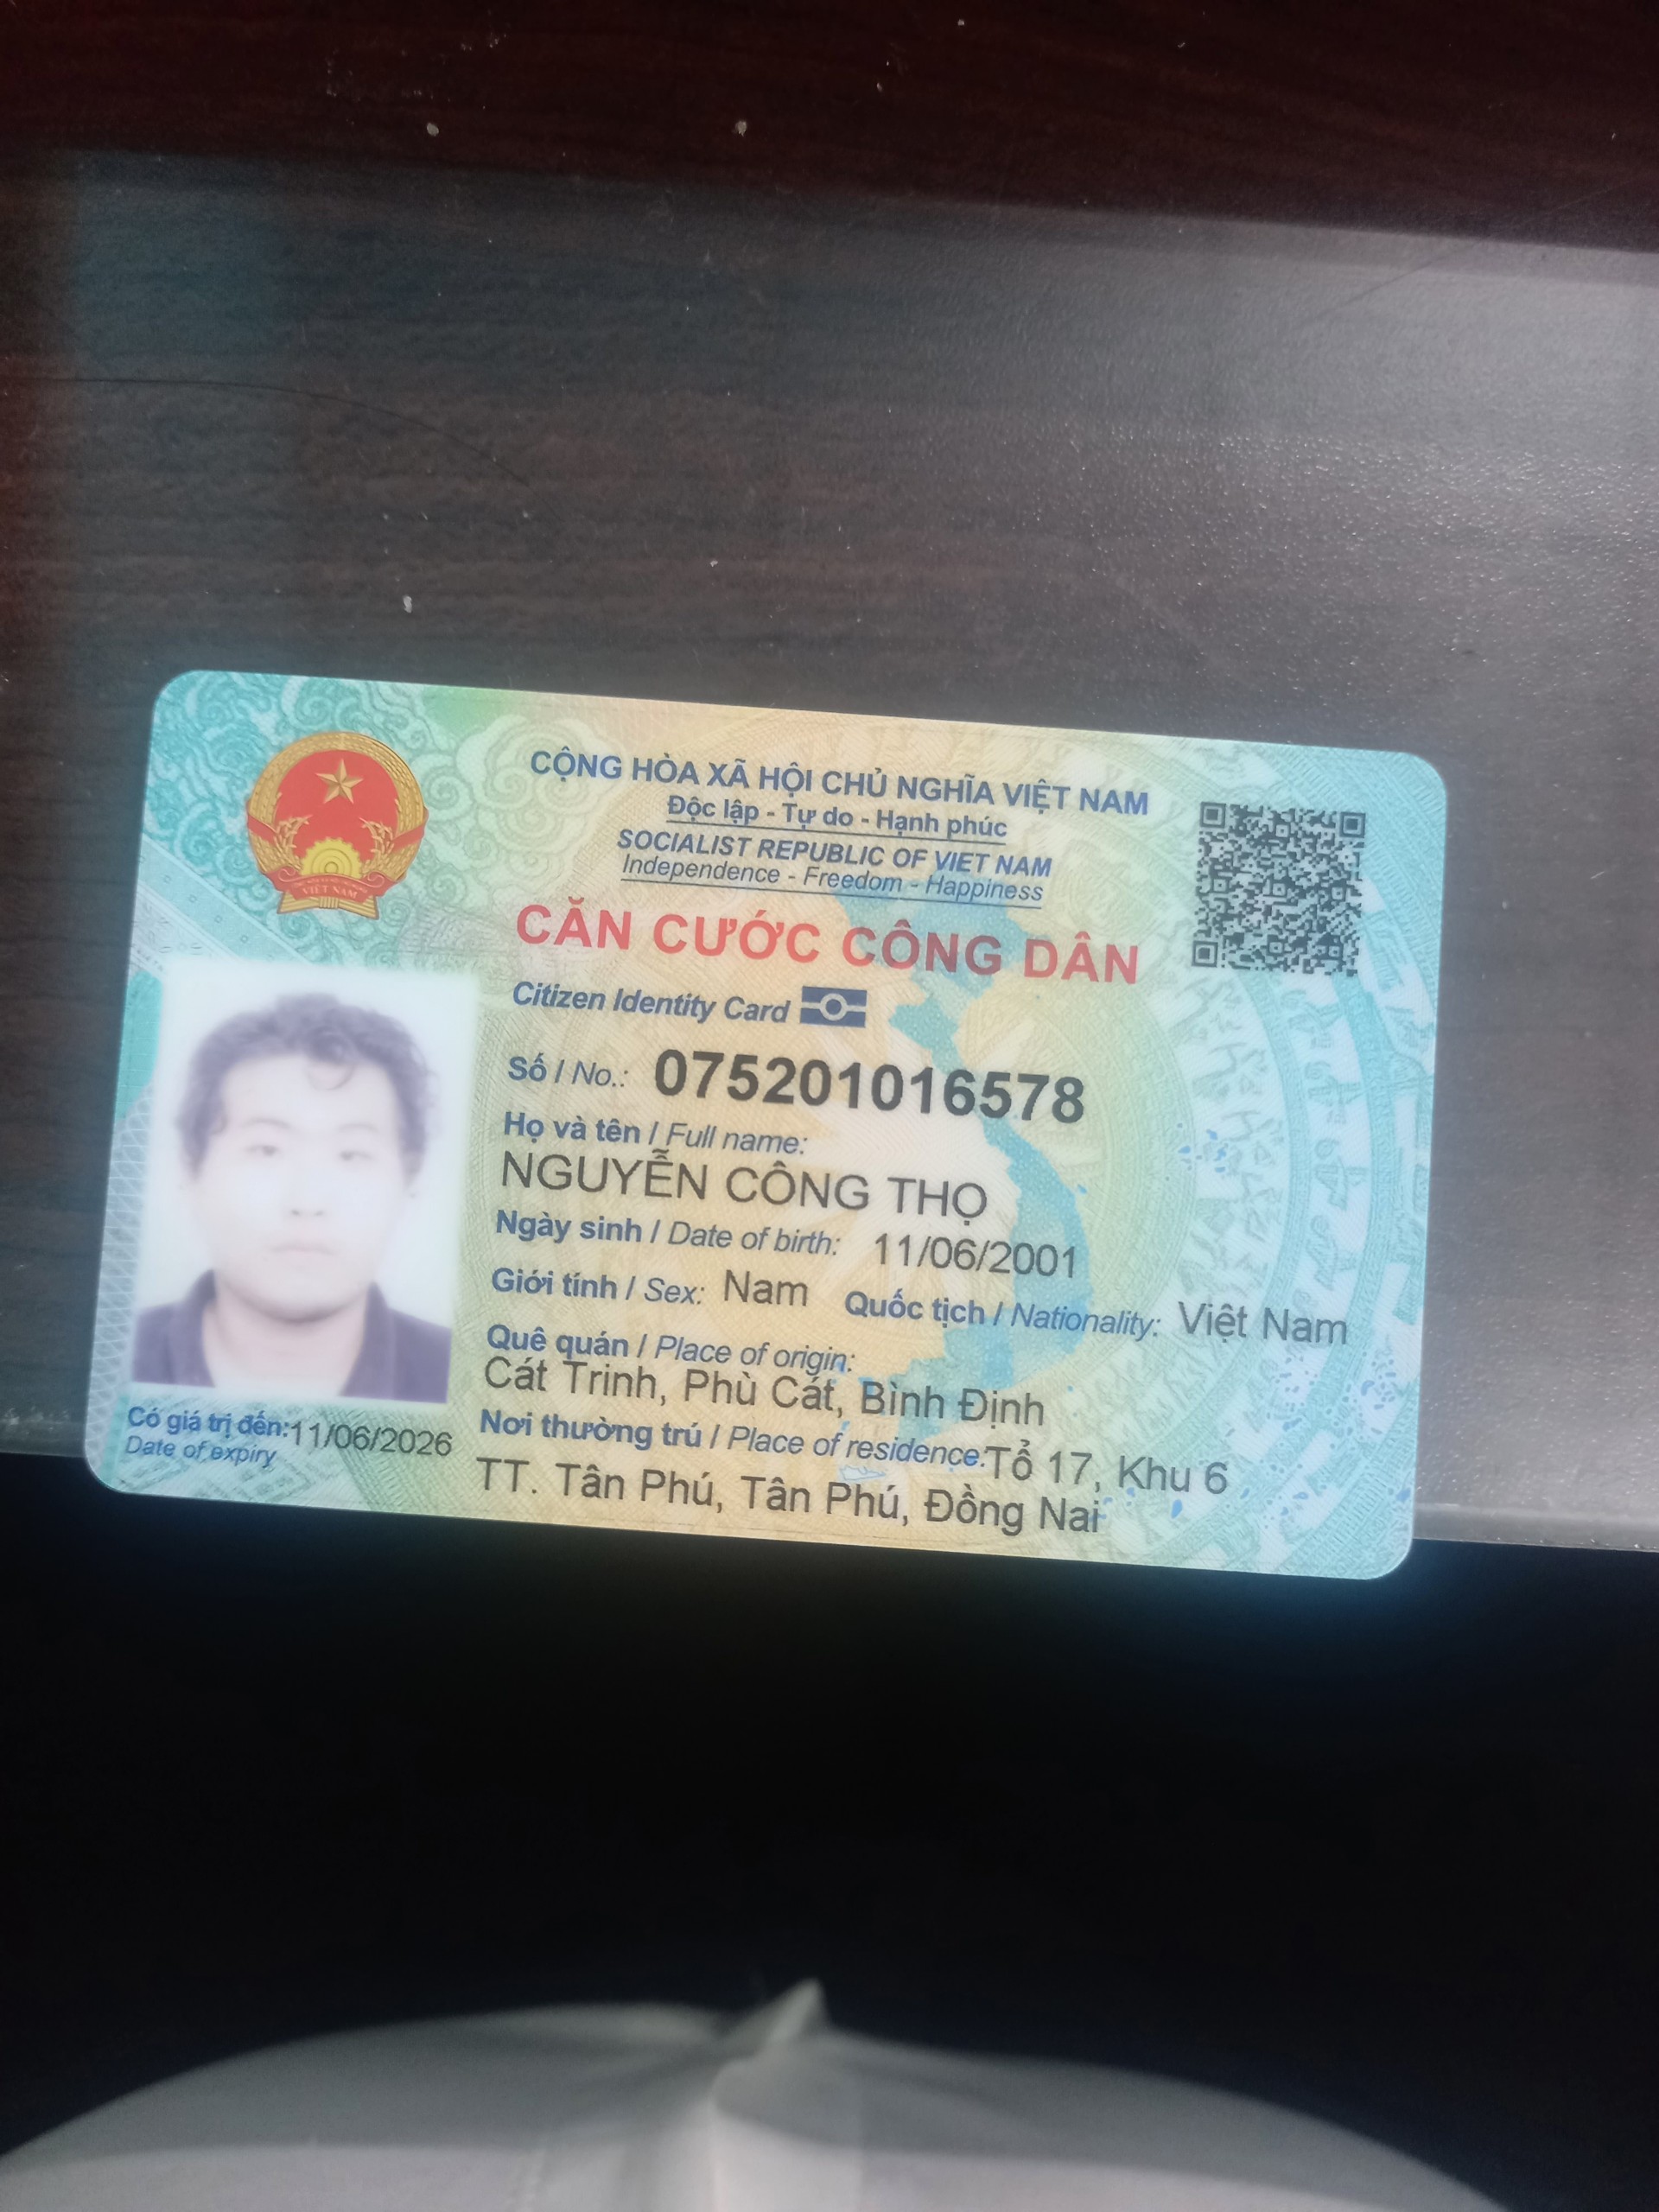 CỘNG HÒA XÃ HỘI CHỦ NGHĨA VIỆT NAM
Độc lập - Tự do - Hạnh phúc
SOCIALIST REPUBLIC OF VIET NAM
Independence - Freedom - Happiness
CĂN CƯỚC CÔNG DÂN
Citizen Identity Card
Số / No.: 075201016578
Họ và tên / Full name:
NGUYỄN CÔNG THỌ
Ngày sinh / Date of birth: 11/06/2001
Giới tính / Sex: Nam Quốc tịch / Nationality: Việt Nam
Quê quán / Place of origin:
Cát Trinh, Phù Cát, Bình Định
Nơi thường trú / Place of residence: Tổ 17, Khu 6
TT. Tân Phú, Tân Phú, Đồng Nai
Có giá trị đến: 11/06/2026
Date of expiry
VIỆT NAM